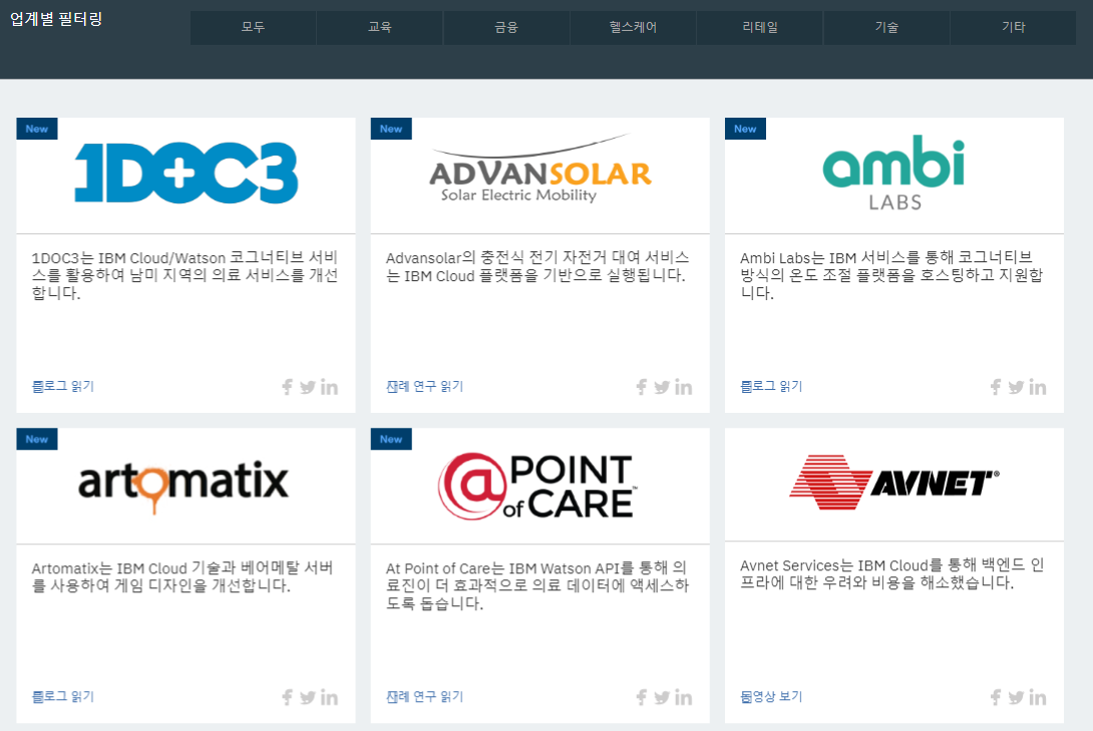 업계별 필터링
모두
교육
금융
헬스케어
리테일
기술
기타
New
1DOC3
1DOC3는 IBM Cloud/Watson 코그너티브 서비
스를 활용하여 남미 지역의 의료 서비스를 개선
합니다.
블로그 읽기
New
ADVANSOLAR
Solar Electric Mobility
Advansolar의 충전식 전기 자전거 대여 서비스
는 IBM Cloud 플랫폼을 기반으로 실행됩니다.
사례 연구 읽기
New
ambi
LABS
Ambi Labs는 IBM 서비스를 통해 코그너티브
방식의 온도 조절 플랫폼을 호스팅하고 지원합
니다.
블로그 읽기
New
artomatix
Artomatix는 IBM Cloud 기술과 베어메탈 서버
를 사용하여 게임 디자인을 개선합니다.
블로그 읽기
New
@POINT
of CARE™
At Point of Care는 IBM Watson API를 통해 의
료진이 더 효과적으로 의료 데이터에 액세스하
도록 돕습니다.
사례 연구 읽기
AVNET®
Avnet Services는 IBM Cloud를 통해 백엔드 인
프라에 대한 우려와 비용을 해소했습니다.
동영상 보기